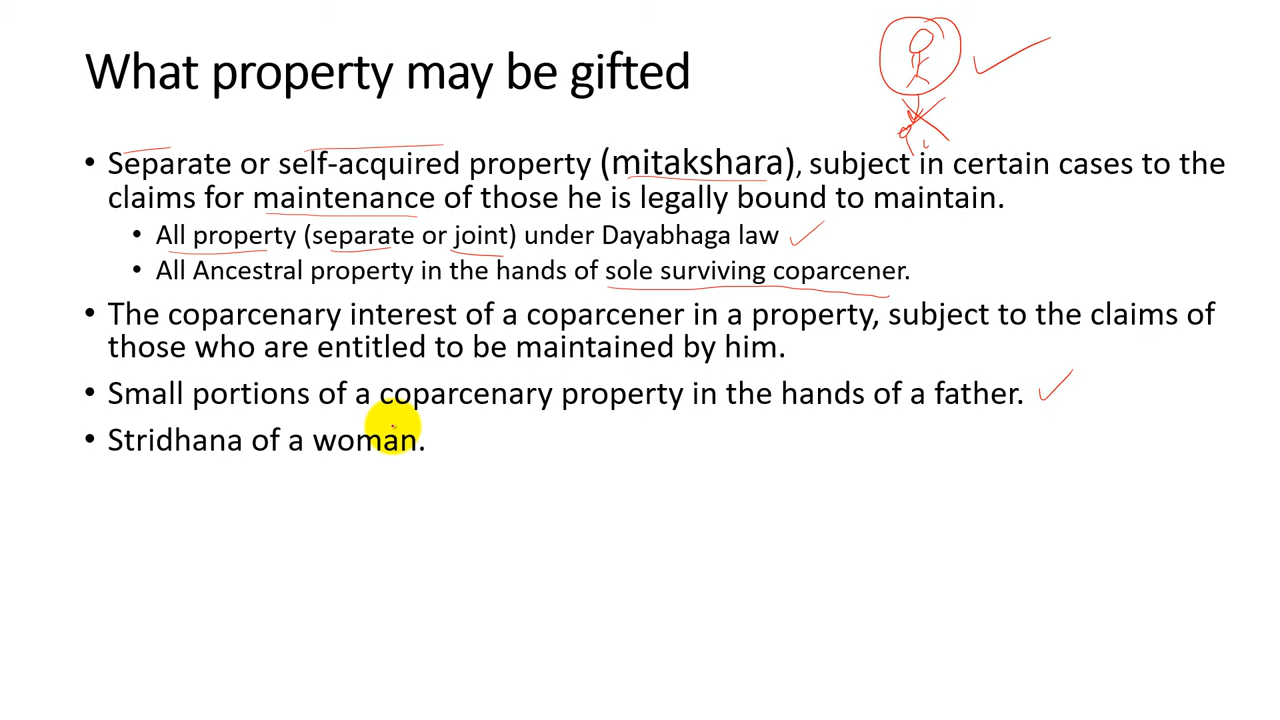 What property may be gifted
• Separate or self-acquired property (mitakshara), subject in certain cases to the
claims for maintenance of those he is legally bound to maintain.
• All property (separate or joint) under Dayabhaga law
• All Ancestral property in the hands of sole surviving coparcener.
• The coparcenary interest of a coparcener in a property, subject to the claims of
those who are entitled to be maintained by him.
• Small portions of a coparcenary property in the hands of a father.
• Stridhana of a woman.